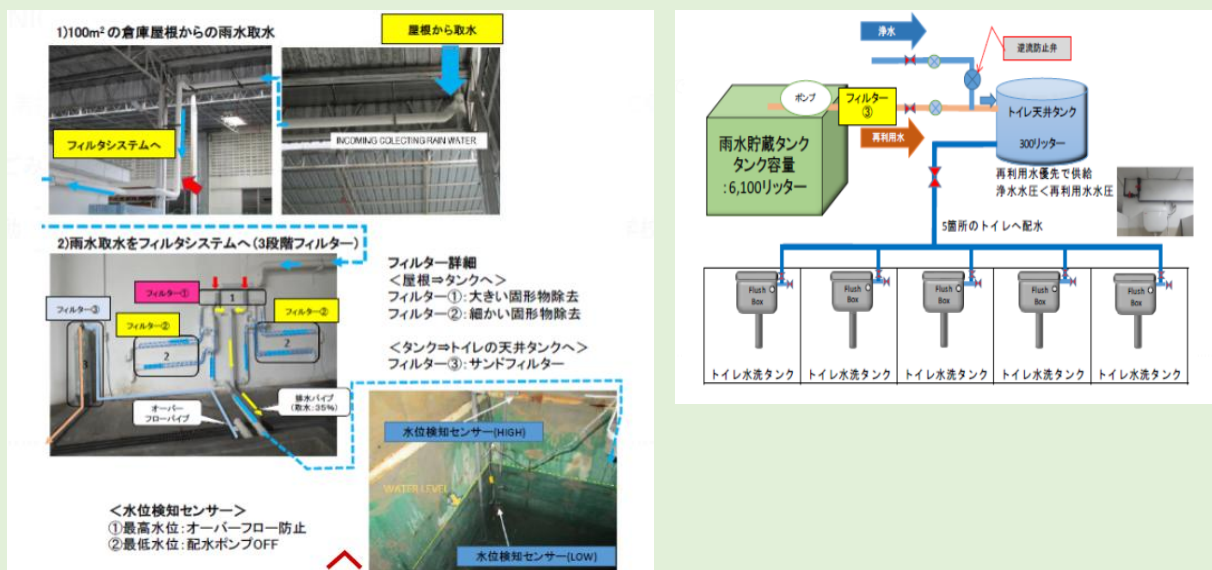 1)100m²の倉庫屋根からの雨水取水
屋根から取水
フィルタシステムへ
INCOMING COLECTING RAIN WATER
2)雨水取水をフィルタシステムへ(3段階フィルター)
フィルター①
フィルター③
フィルター②
フィルター②
1
2
2
3
オーバー
フローパイプ
排水パイプ
(取水:35%)
フィルター詳細
<屋根⇒タンクへ>
フィルター①:大きい固形物除去
フィルター②:細かい固形物除去
<タンク⇒トイレの天井タンクへ>
フィルター③:サンドフィルター
水位検知センサー(HIGH)
WATER LEVEL
水位検知センサー(LOW)
<水位検知センサー>
①最高水位:オーバーフロー防止
②最低水位:配水ポンプOFF
浄水
逆流防止弁
ポンプ
フィルター
③
再利用水
雨水貯蔵タンク
タンク容量
:6,100リッター
トイレ天井タンク
300リッター
再利用水優先で供給
浄水水圧<再利用水水圧
5箇所のトイレへ配水
Flush
Box
Flush
Box
Flush
Box
Flush
Box
Flush
Box
トイレ水洗タンク
トイレ水洗タンク
トイレ水洗タンク
トイレ水洗タンク
トイレ水洗タンク